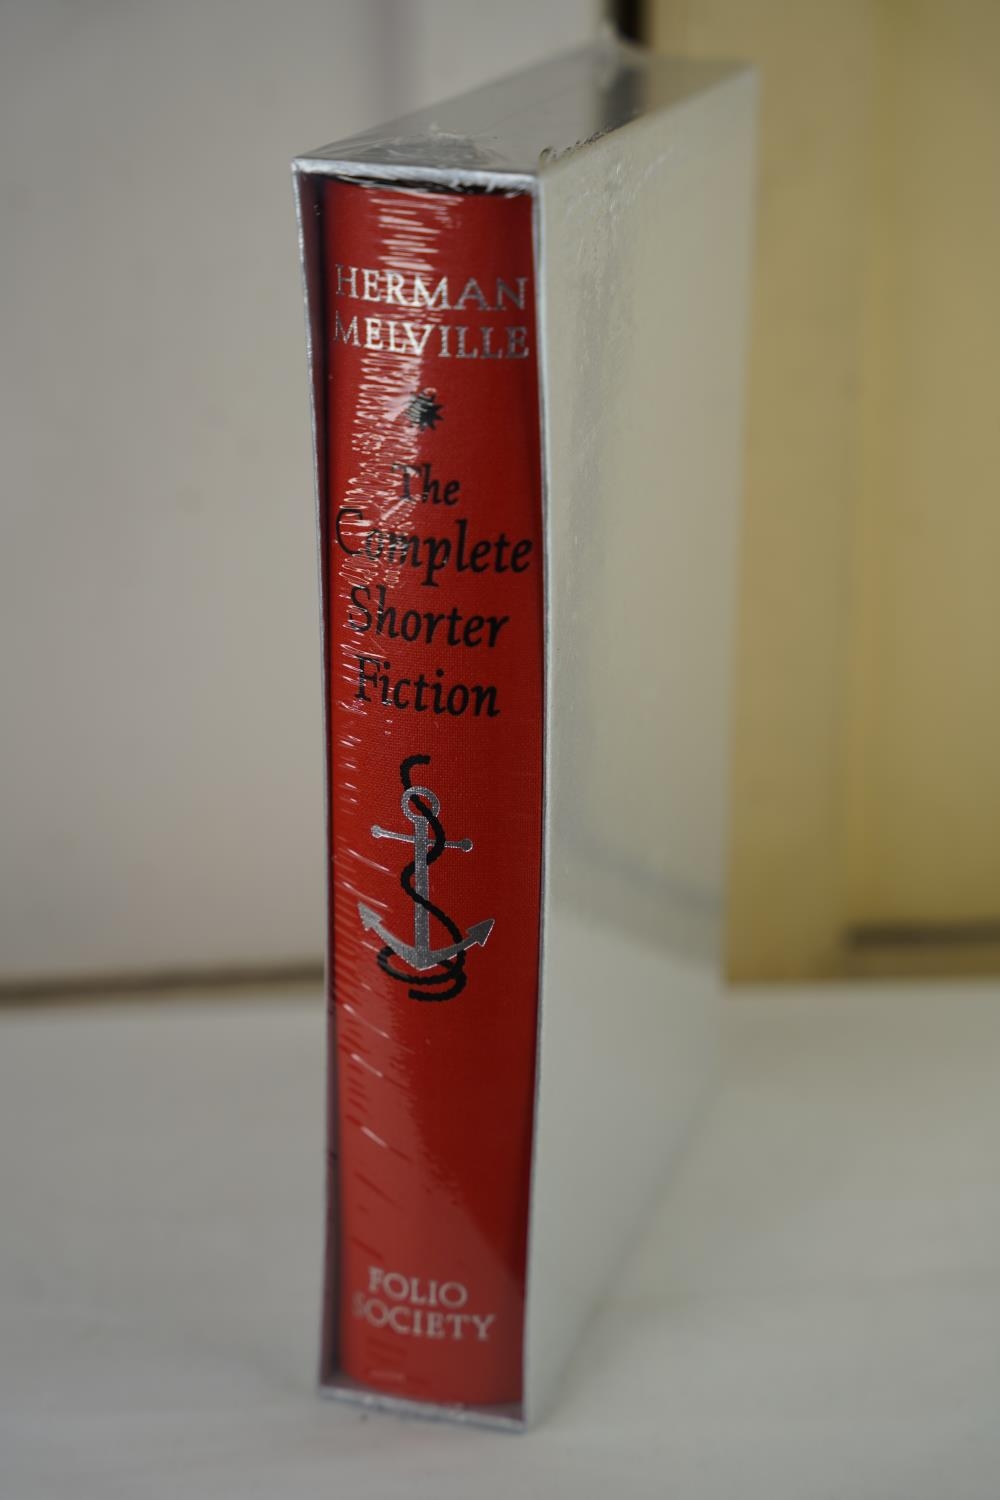 HERMAN
MELVILLE
The
Complete
Shorter
Fiction
FOLIO
SOCIETY